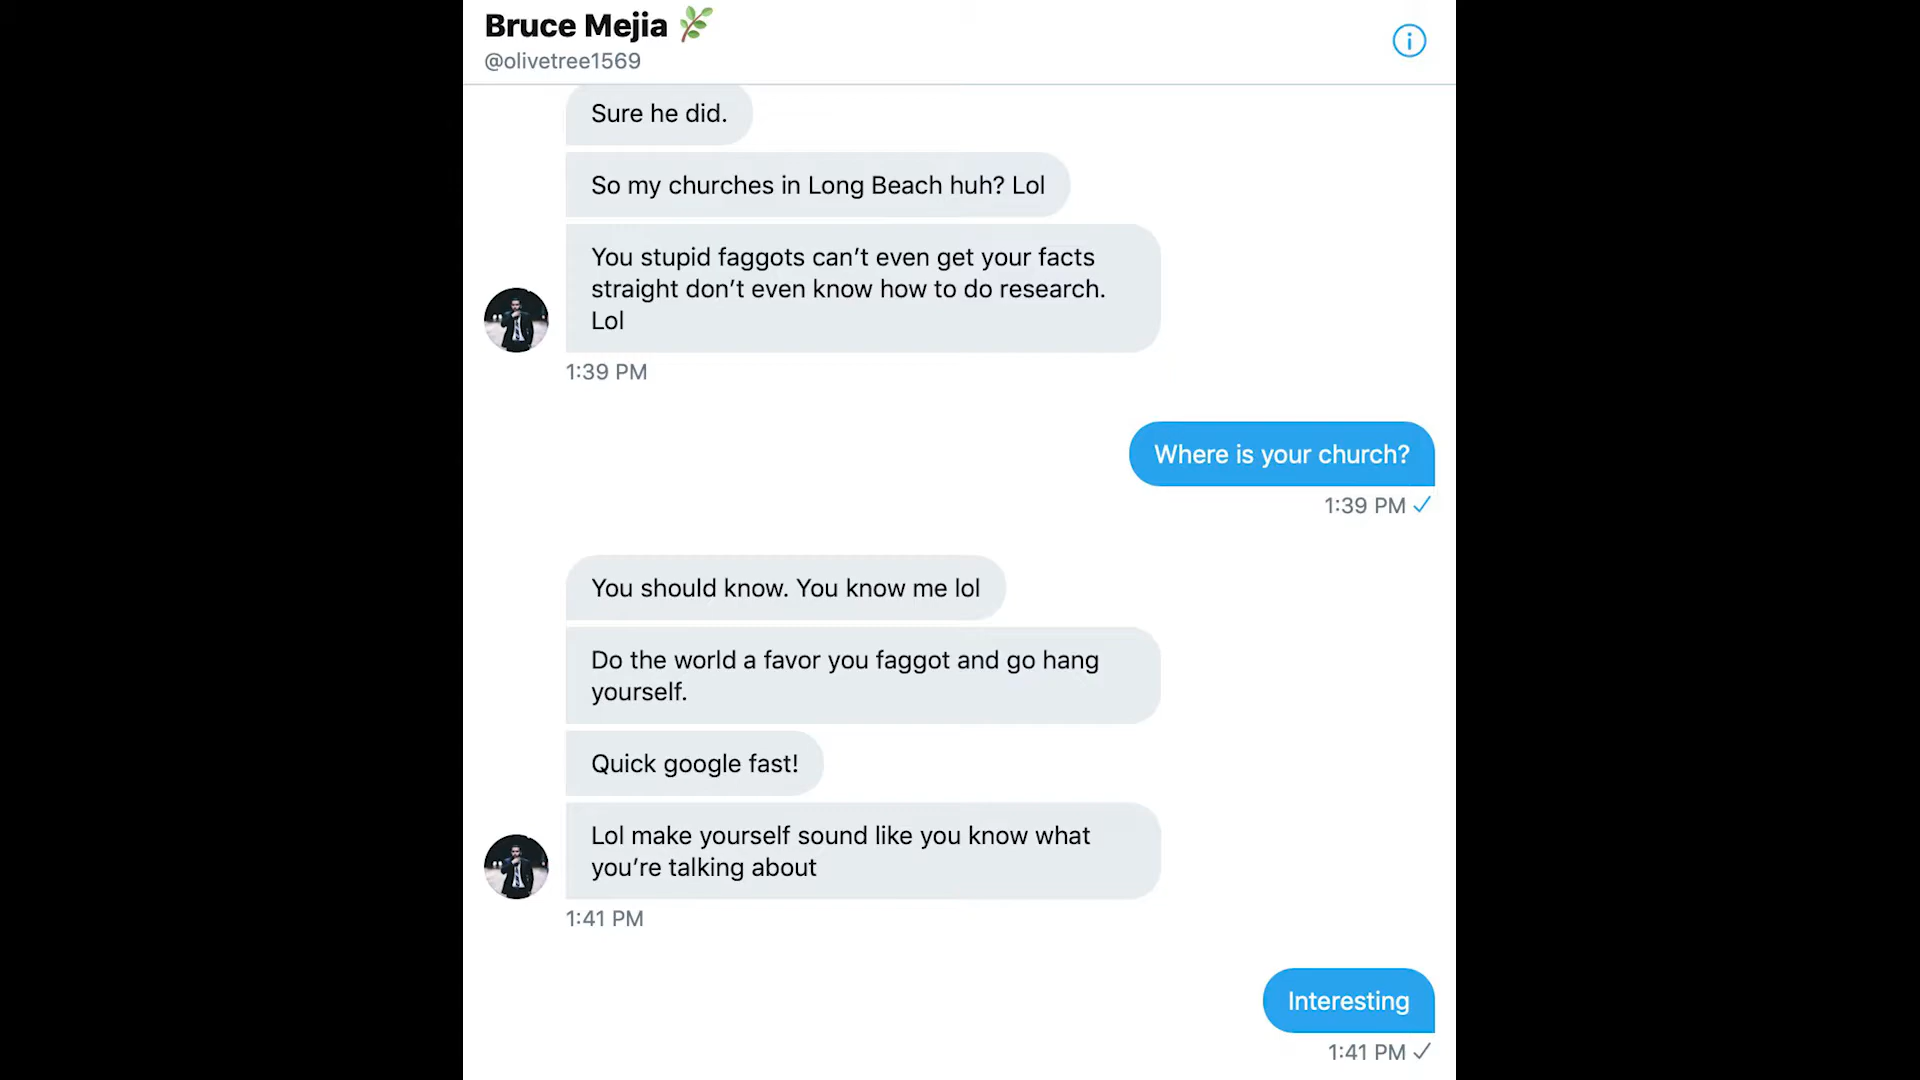 Bruce Mejia 🌿
@olivetree1569
Sure he did.
So my churches in Long Beach huh? Lol
You stupid faggots can’t even get your facts
straight don’t even know how to do research.
Lol
1:39 PM
Where is your church?
1:39 PM ✓
You should know. You know me lol
Do the world a favor you faggot and go hang
yourself.
Quick google fast!
Lol make yourself sound like you know what
you’re talking about
1:41 PM
Interesting
1:41 PM ✓